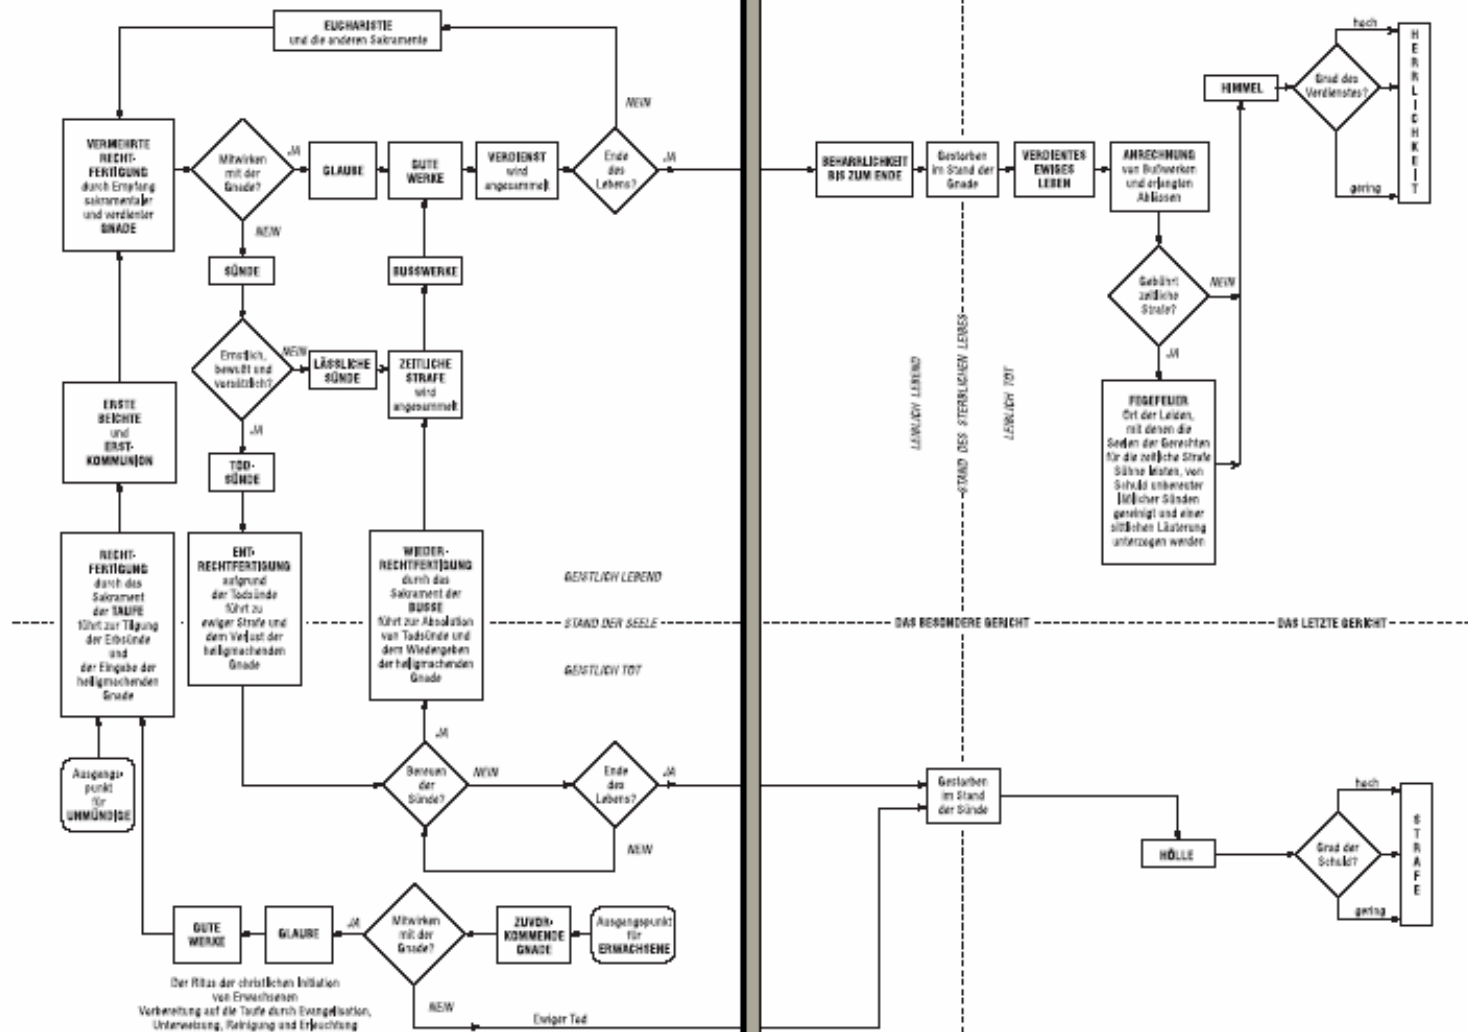 EUCHARISTIE
und die anderen Sakramente
NEIN
VERMEHRTE
RECHT-
FERTIGUNG
durch Empfang
sakramentaler
und verdienter
GNADE
Mitwirken
mit der
Gnade?
JA
GLAUBE
GUTE
WERKE
VERDIENST
wird
angesammelt
Ende
des
Lebens?
JA
NEIN
SÜNDE
BUSSWERKE
Ernstlich,
bewußt und
vorsätzlich?
NEIN
LÄSSLICHE
SÜNDE
ZEITLICHE
STRAFE
wird
angesammelt
JA
TOD-
SÜNDE
ERSTE
BEICHTE
und
ERST-
KOMMUNION
RECHT-
FERTIGUNG
durch das
Sakrament
der TAUFE
führt zur Tilgung
der Erbsünde
und
der Eingabe der
heiligmachenden
Gnade
ENT-
RECHTFERTIGUNG
aufgrund
der Todsünde
führt zu
ewiger Strafe und
dem Verlust der
heiligmachenden
Gnade
WIEDER-
RECHTFERTIGUNG
durch das
Sakrament der
BUSSE
führt zur Absolution
von Todsünde und
dem Wiedergeben
der heiligmachenden
Gnade
GEISTLICH LEBEND
STAND DER SEELE
GEISTLICH TOT
JA
Bereuen
der
Sünde?
NEIN
Ende
des
Lebens?
JA
NEIN
Ausgangs-
punkt
für
UNMÜNDIGE
GUTE
WERKE
GLAUBE
JA
Mitwirken
mit der
Gnade?
ZUVOR-
KOMMENDE
GNADE
Ausgangspunkt
für
ERWACHSENE
NEIN
Ewiger Tod
Der Ritus der christlichen Initiation
von Erwachsenen
Vorbereitung auf die Taufe durch Evangelisation,
Unterweisung, Reinigung und Erleuchtung
BEHARRLICHKEIT
BIS ZUM ENDE
Gestorben
im Stand der
Gnade
VERDIENTES
EWIGES
LEBEN
ANRECHNUNG
von Bußwerken
und erlangten
Ablässen
HIMMEL
Grad des
Verdienstes?
hoch
gering
HERRLICHKEIT
Gebührt
zeitliche
Strafe?
NEIN
JA
FEGEFEUER
Ort der Leiden,
mit denen die
Seelen der Gerechten
für die zeitliche Strafe
Sühne leisten, von
Schuld unbereuter
läßlicher Sünden
gereinigt und einer
sittlichen Läuterung
unterzogen werden
LEIBLICH LEBEND
STAND DES STERBLICHEN LEIBES
LEIBLICH TOT
DAS BESONDERE GERICHT
DAS LETZTE GERICHT
Gestorben
im Stand
der Sünde
HÖLLE
Grad der
Schuld?
hoch
gering
STRAFE